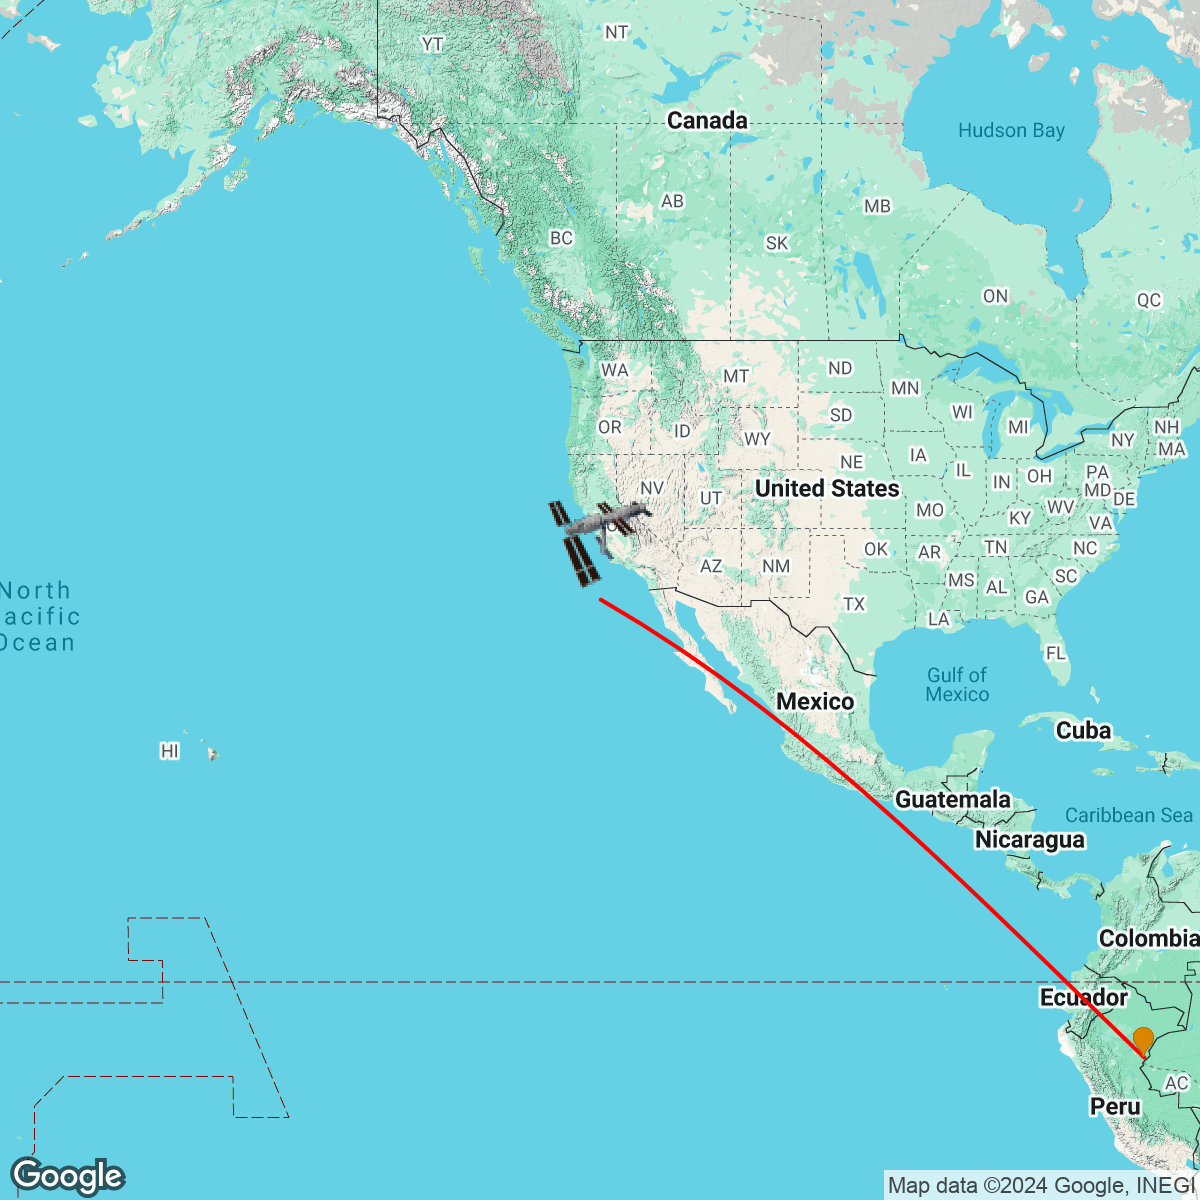 NT
YT
Canada
Hudson Bay
AB
MB
BC
SK
ON
QC
WA
MT
ND
MN
OR
ID
WY
SD
WI
MI
NY
NH
MA
NE
IA
IL
IN
OH
PA
MD
DE
NV
UT
United States
MO
KY
WV
VA
AZ
NM
OK
AR
TN
NC
MS
AL
SC
GA
TX
LA
FL
North
acific
Ocean
Gulf of
Mexico
Mexico
HI
Cuba
Guatemala
Caribbean Sea
Nicaragua
Colombia
Ecuador
AC
Peru
Google
Map data ©2024 Google, INEGI